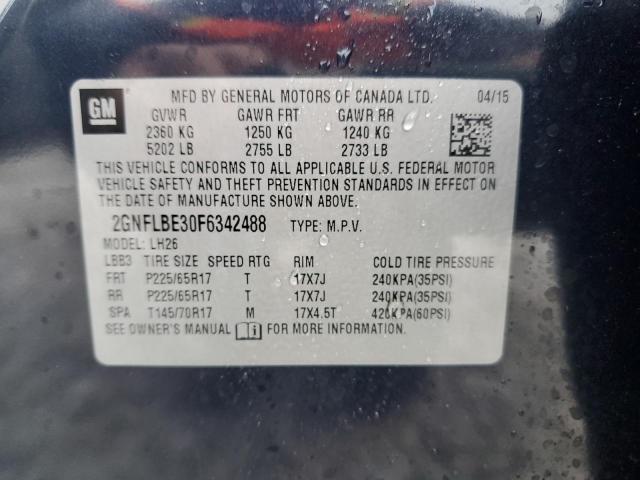 GM
MFD BY GENERAL MOTORS OF CANADA LTD. 04/15
GVWR GAWR FRT GAWR RR
2360 KG 1250 KG 1240 KG
5202 LB 2755 LB 2733 LB
THIS VEHICLE CONFORMS TO ALL APPLICABLE U.S. FEDERAL MOTOR
VEHICLE SAFETY AND THEFT PREVENTION STANDARDS IN EFFECT ON
THE DATE OF MANUFACTURE SHOWN ABOVE.
2GNFLBE30F6342488 TYPE: M.P.V.
MODEL: LH26
LBB3 TIRE SIZE SPEED RTG RIM COLD TIRE PRESSURE
FRT P225/65R17 T 17X7J 240KPA(35PSI)
RR P225/65R17 T 17X7J 240KPA(35PSI)
SPA T145/70R17 M 17X4.5T 420KPA(60PSI)
SEE OWNER'S MANUAL FOR MORE INFORMATION.